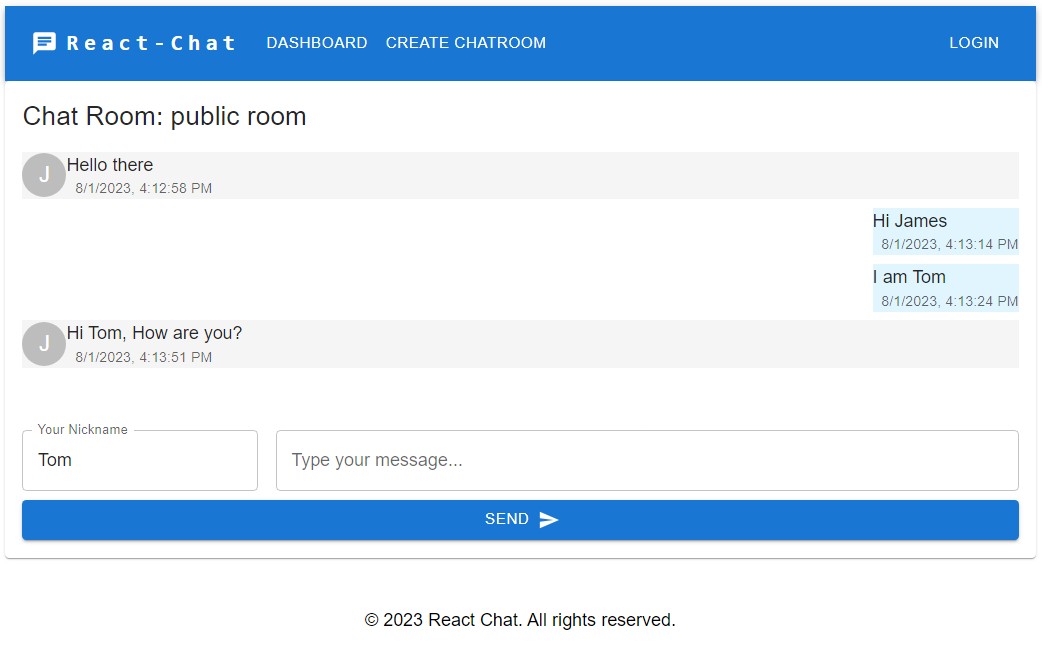 React-Chat DASHBOARD CREATE CHATROOM LOGIN
Chat Room: public room
J Hello there
8/1/2023, 4:12:58 PM
Hi James
8/1/2023, 4:13:14 PM
I am Tom
8/1/2023, 4:13:24 PM
J Hi Tom, How are you?
8/1/2023, 4:13:51 PM
Your Nickname
Tom Type your message...
SEND
© 2023 React Chat. All rights reserved.